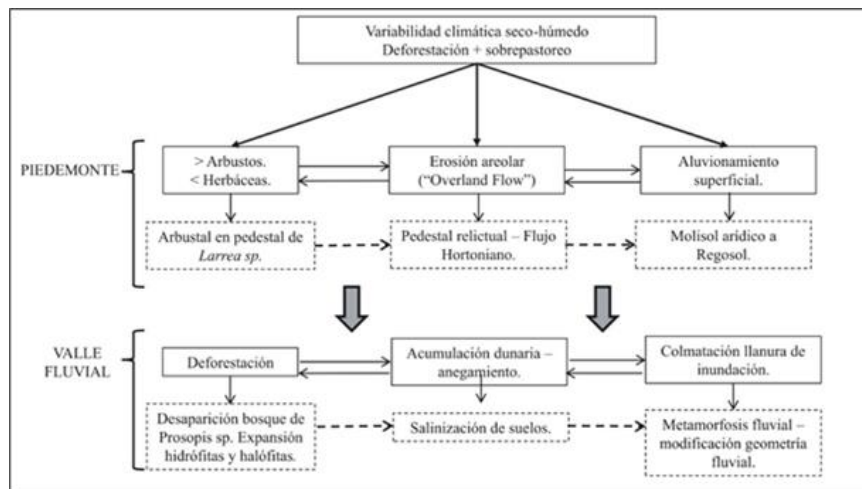 Variabilidad climática seco-húmedo
Deforestación + sobrepastoreo
PIEDEMONTE
> Arbustos.
< Herbáceas.
Erosión areolar
(“Overland Flow”)
Aluvionamiento
superficial.
Arbustal en pedestal de
Larrea sp.
Pedestal relictual – Flujo
Hortoniano.
Molisol arídico a
Regosol.
VALLE
FLUVIAL
Deforestación
Acumulación dunaria –
anegamiento.
Colmatación llanura de
inundación.
Desaparición bosque de
Prosopis sp. Expansión
hidrófitas y halófitas.
Salinización de suelos.
Metamorfosis fluvial –
modificación geometría
fluvial.